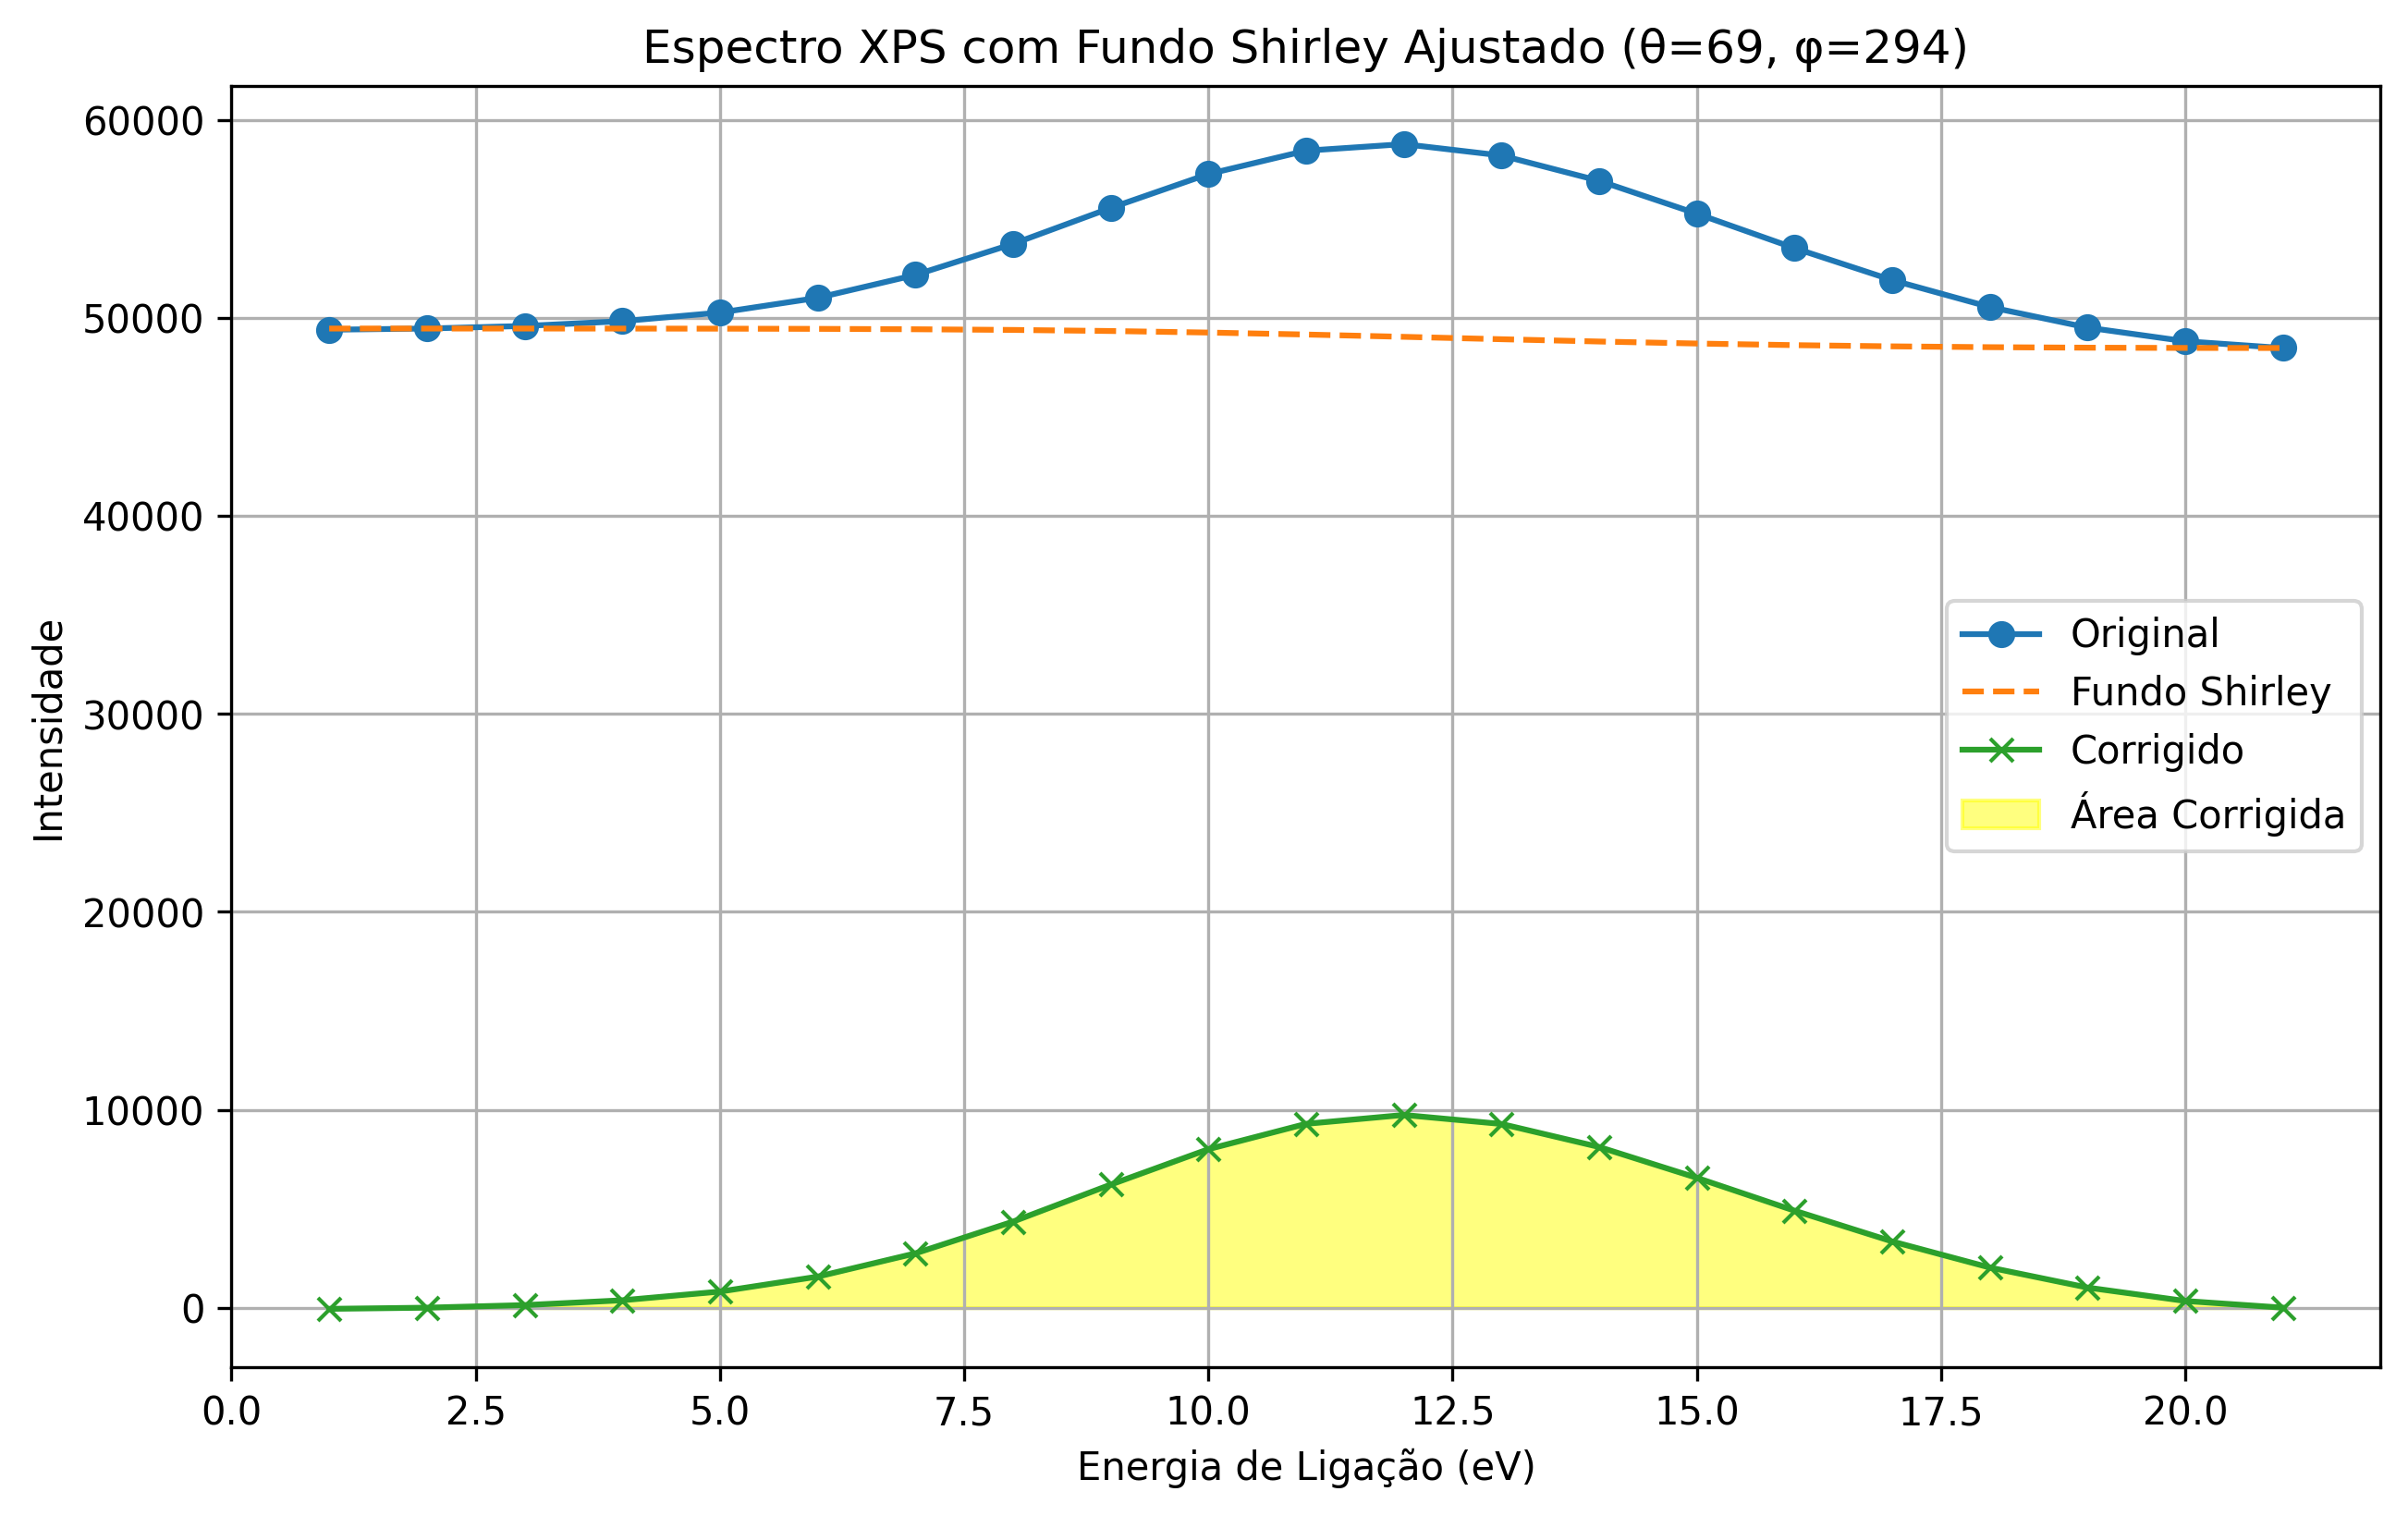 Espectro XPS com Fundo Shirley Ajustado (θ=69, φ=294)
60000
50000
40000
30000
20000
10000
0
Intensidade
Original
Fundo Shirley
Corrigido
Área Corrigida
0.0 2.5 5.0 7.5 10.0 12.5 15.0 17.5 20.0
Energia de Ligação (eV)